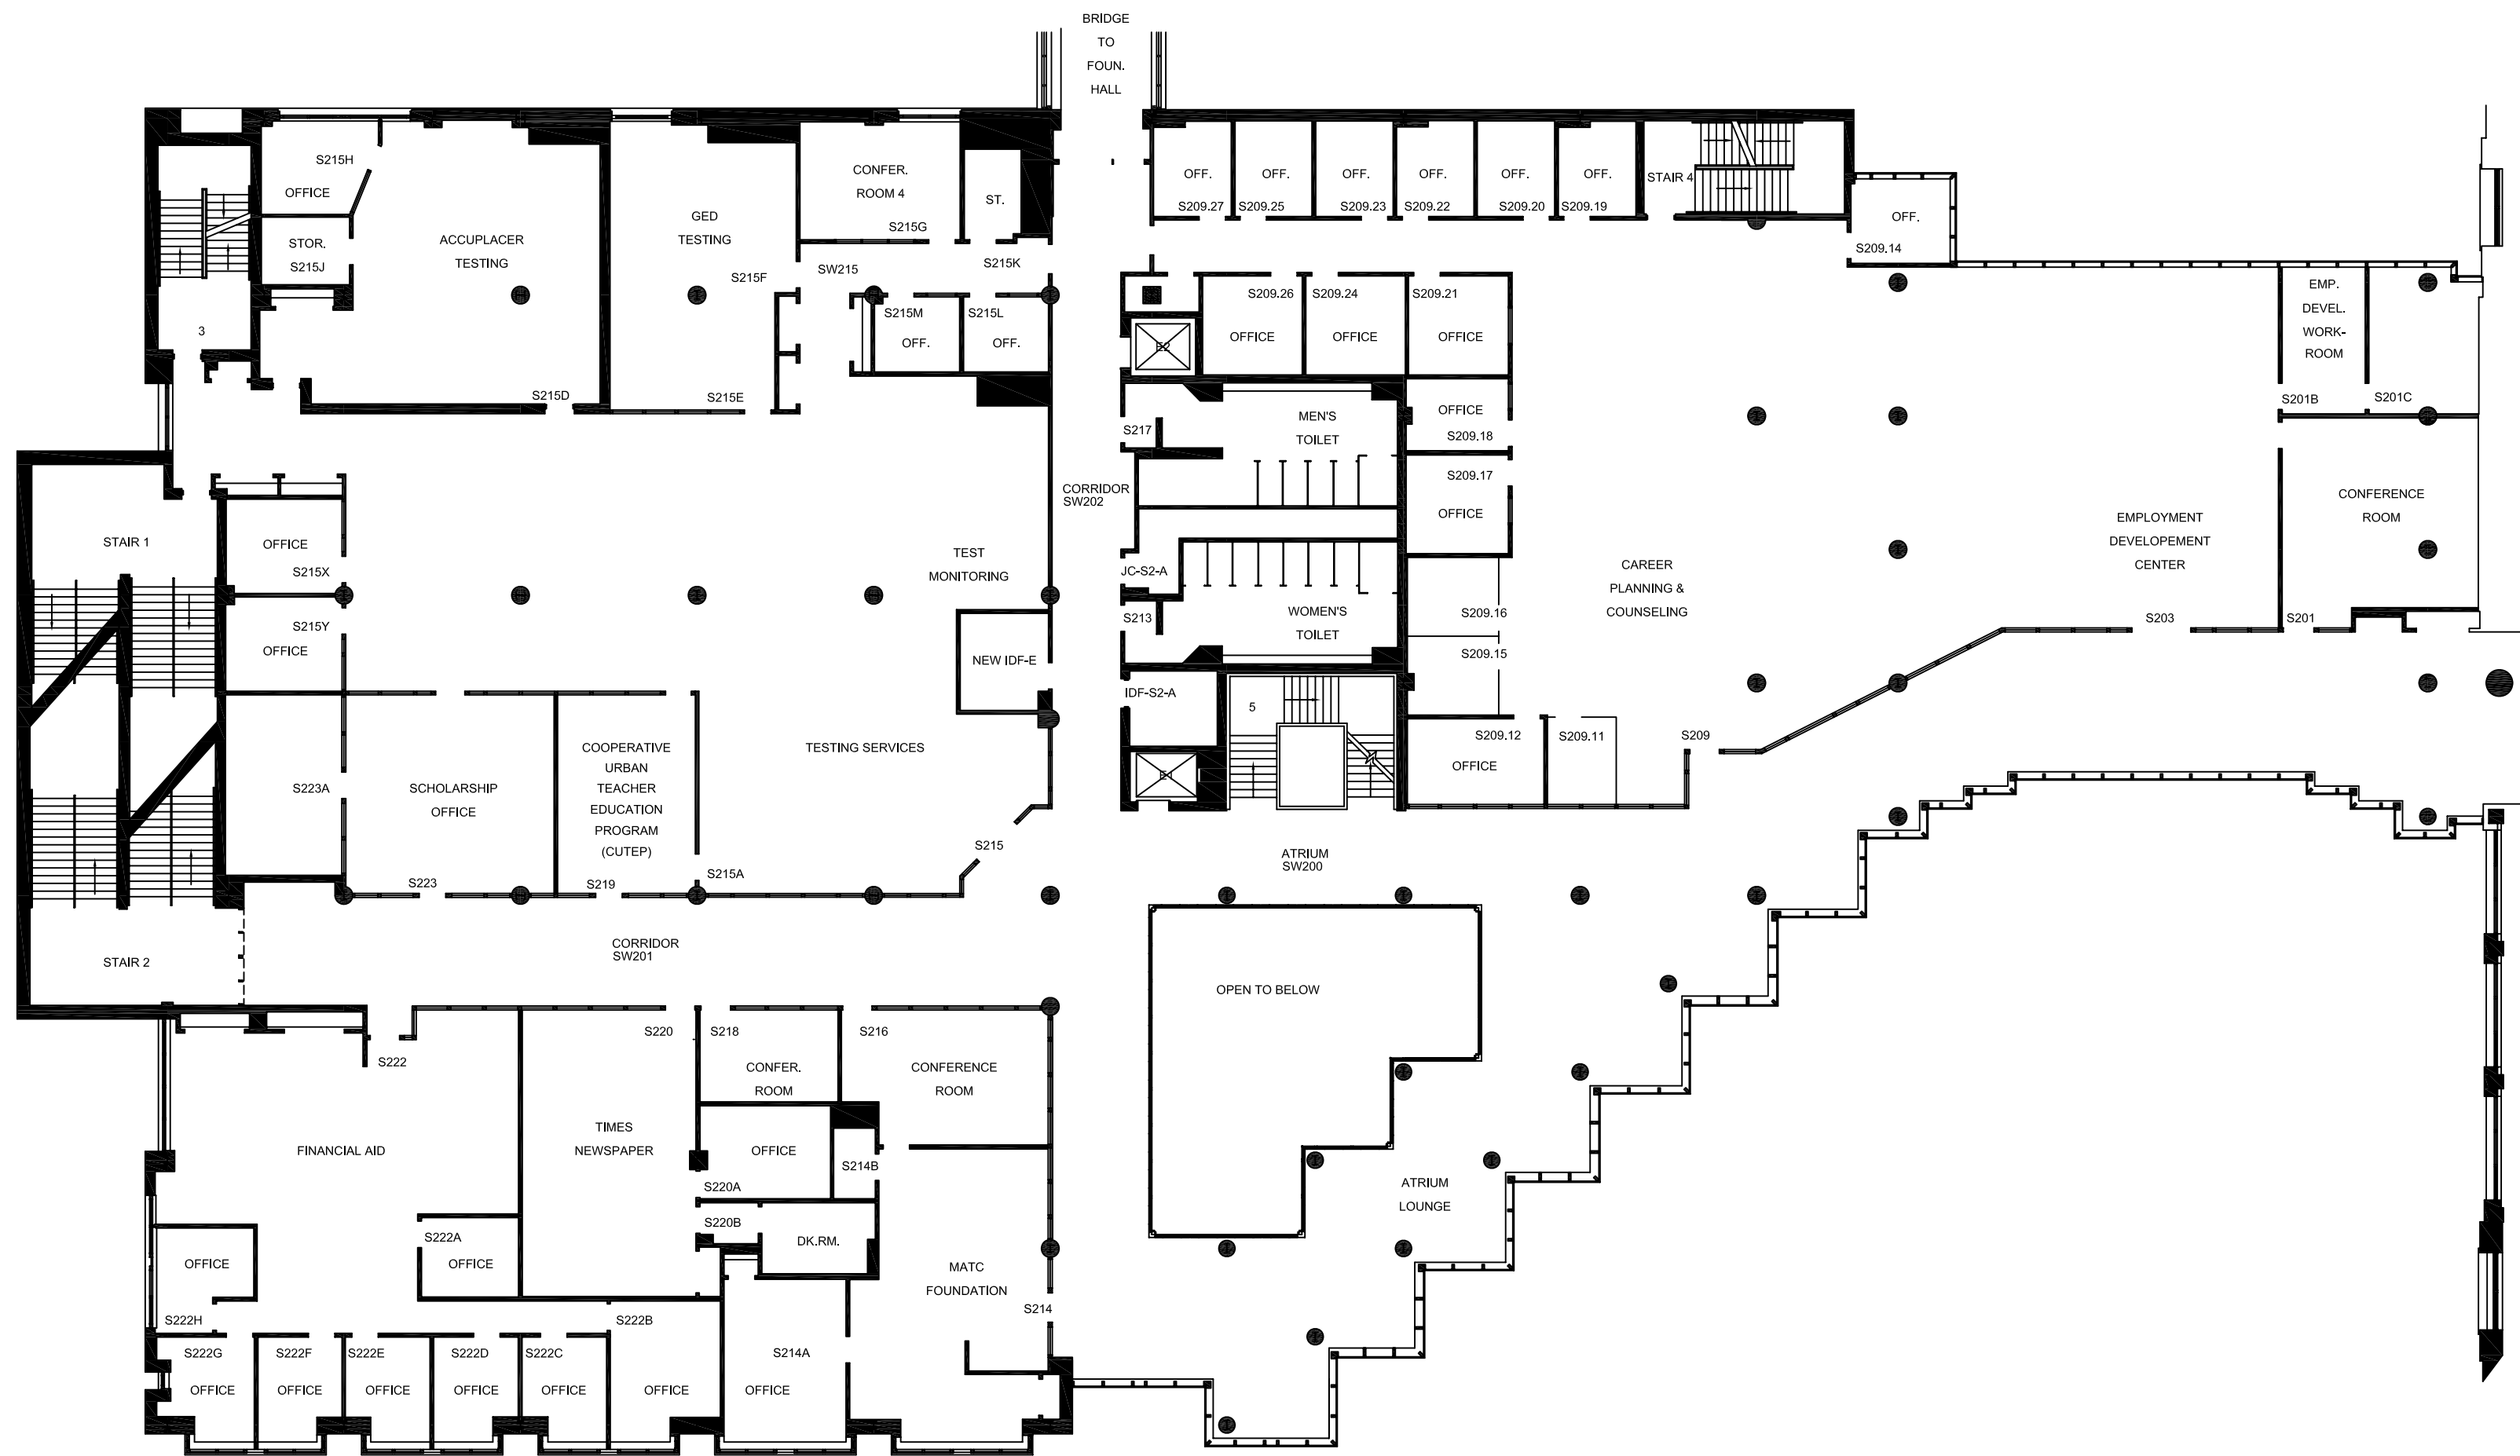 BRIDGE
TO
FOUN.
HALL
S215H
OFFICE
STOR.
S215J
ACCUPLACER
TESTING
GED
TESTING
CONFER.
ROOM 4
S215G
ST.
SW215
S215K
S215F
S215M
OFF.
S215L
OFF.
3
S215D
S215E
OFF.
S209.27
OFF.
S209.25
OFF.
S209.23
OFF.
S209.22
OFF.
S209.20
OFF.
S209.19
STAIR 4
OFF.
S209.14
S209.26
OFFICE
S209.24
OFFICE
S209.21
OFFICE
E2
EMP.
DEVEL.
WORK-
ROOM
S201B
S201C
S217
MEN'S
TOILET
OFFICE
S209.18
S209.17
OFFICE
CORRIDOR
SW202
STAIR 1
OFFICE
S215X
S215Y
OFFICE
TEST
MONITORING
NEW IDF-E
JC-S2-A
S213
WOMEN'S
TOILET
S209.16
S209.15
CAREER
PLANNING &
COUNSELING
EMPLOYMENT
DEVELOPEMENT
CENTER
CONFERENCE
ROOM
S203
S201
IDF-S2-A
5
E1
S209.12
OFFICE
S209.11
S209
S223A
SCHOLARSHIP
OFFICE
COOPERATIVE
URBAN
TEACHER
EDUCATION
PROGRAM
(CUTEP)
TESTING SERVICES
S215
S223
S219
S215A
ATRIUM
SW200
STAIR 2
CORRIDOR
SW201
OPEN TO BELOW
S222
S220
S218
S216
CONFER.
ROOM
CONFERENCE
ROOM
FINANCIAL AID
TIMES
NEWSPAPER
OFFICE
S220A
S214B
S220B
DK.RM.
ATRIUM
LOUNGE
OFFICE
S222H
S222A
OFFICE
MATC
FOUNDATION
S214
S222G
OFFICE
S222F
OFFICE
S222E
OFFICE
S222D
OFFICE
S222C
OFFICE
S222B
OFFICE
S214A
OFFICE